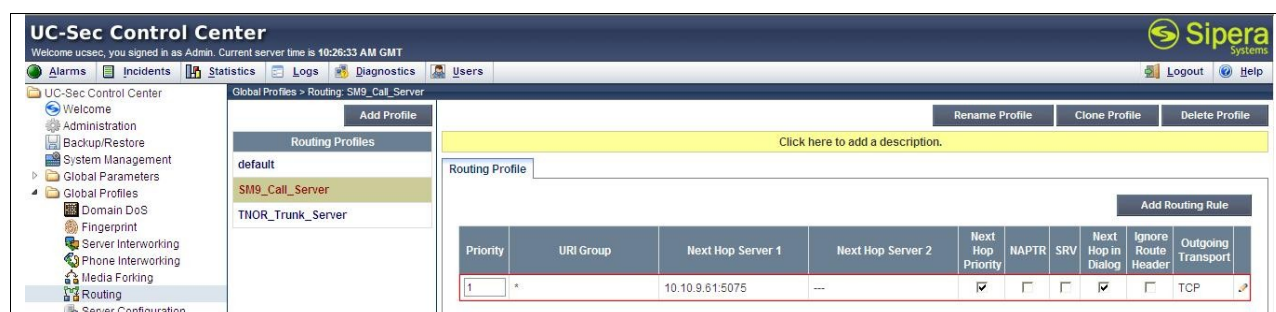 UC-Sec Control Center
Welcome ucsec, you signed in as Admin. Current server time is 10:26:33 AM GMT
Sipera
Systems
Alarms Incidents Statistics Logs Diagnostics Users Logout Help
UC-Sec Control Center
Welcome
Administration
Backup/Restore
System Management
Global Parameters
Global Profiles
Domain DoS
Fingerprint
Server Interworking
Phone Interworking
Media Forking
Routing
Server Configuration
Global Profiles > Routing: SM9_Call_Server
Add Profile
Routing Profiles
default
SM9_Call_Server
TNOR_Trunk_Server
Rename Profile Clone Profile Delete Profile
Click here to add a description.
Routing Profile
Add Routing Rule
Priority URI Group Next Hop Server 1 Next Hop Server 2 Next Hop Priority NAPTR SRV Next Hop in Dialog Ignore Route Header Outgoing Transport
1 * 10.10.9.61:5075 --- TCP